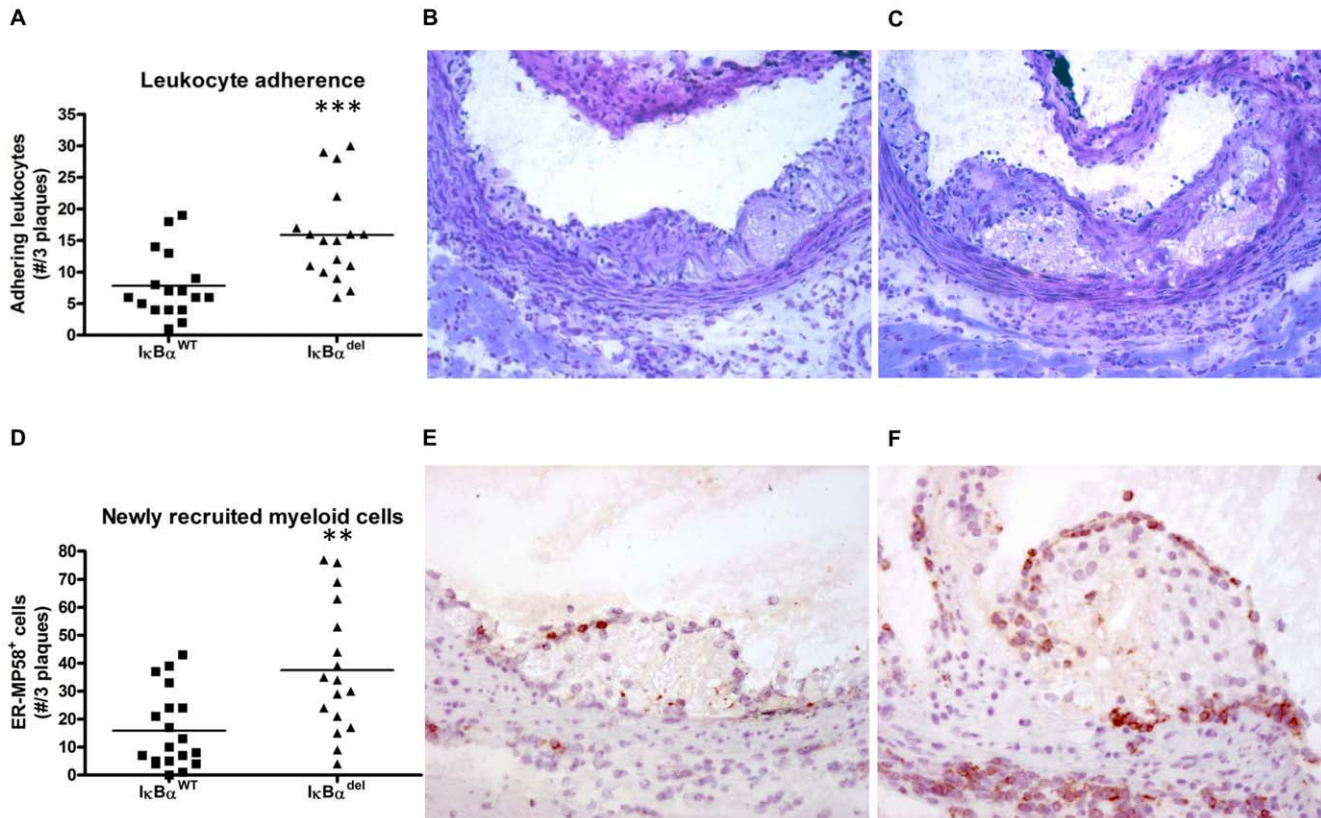 A
B
C
Leukocyte adherence
***
Adhering leukocytes
(#/3 plaques)
35
30
25
20
15
10
5
0
IκBα^WT
IκBα^del
D
E
F
Newly recruited myeloid cells
**
ER-MP58⁺ cells
(#/3 plaques)
80
70
60
50
40
30
20
10
0
IκBα^WT
IκBα^del